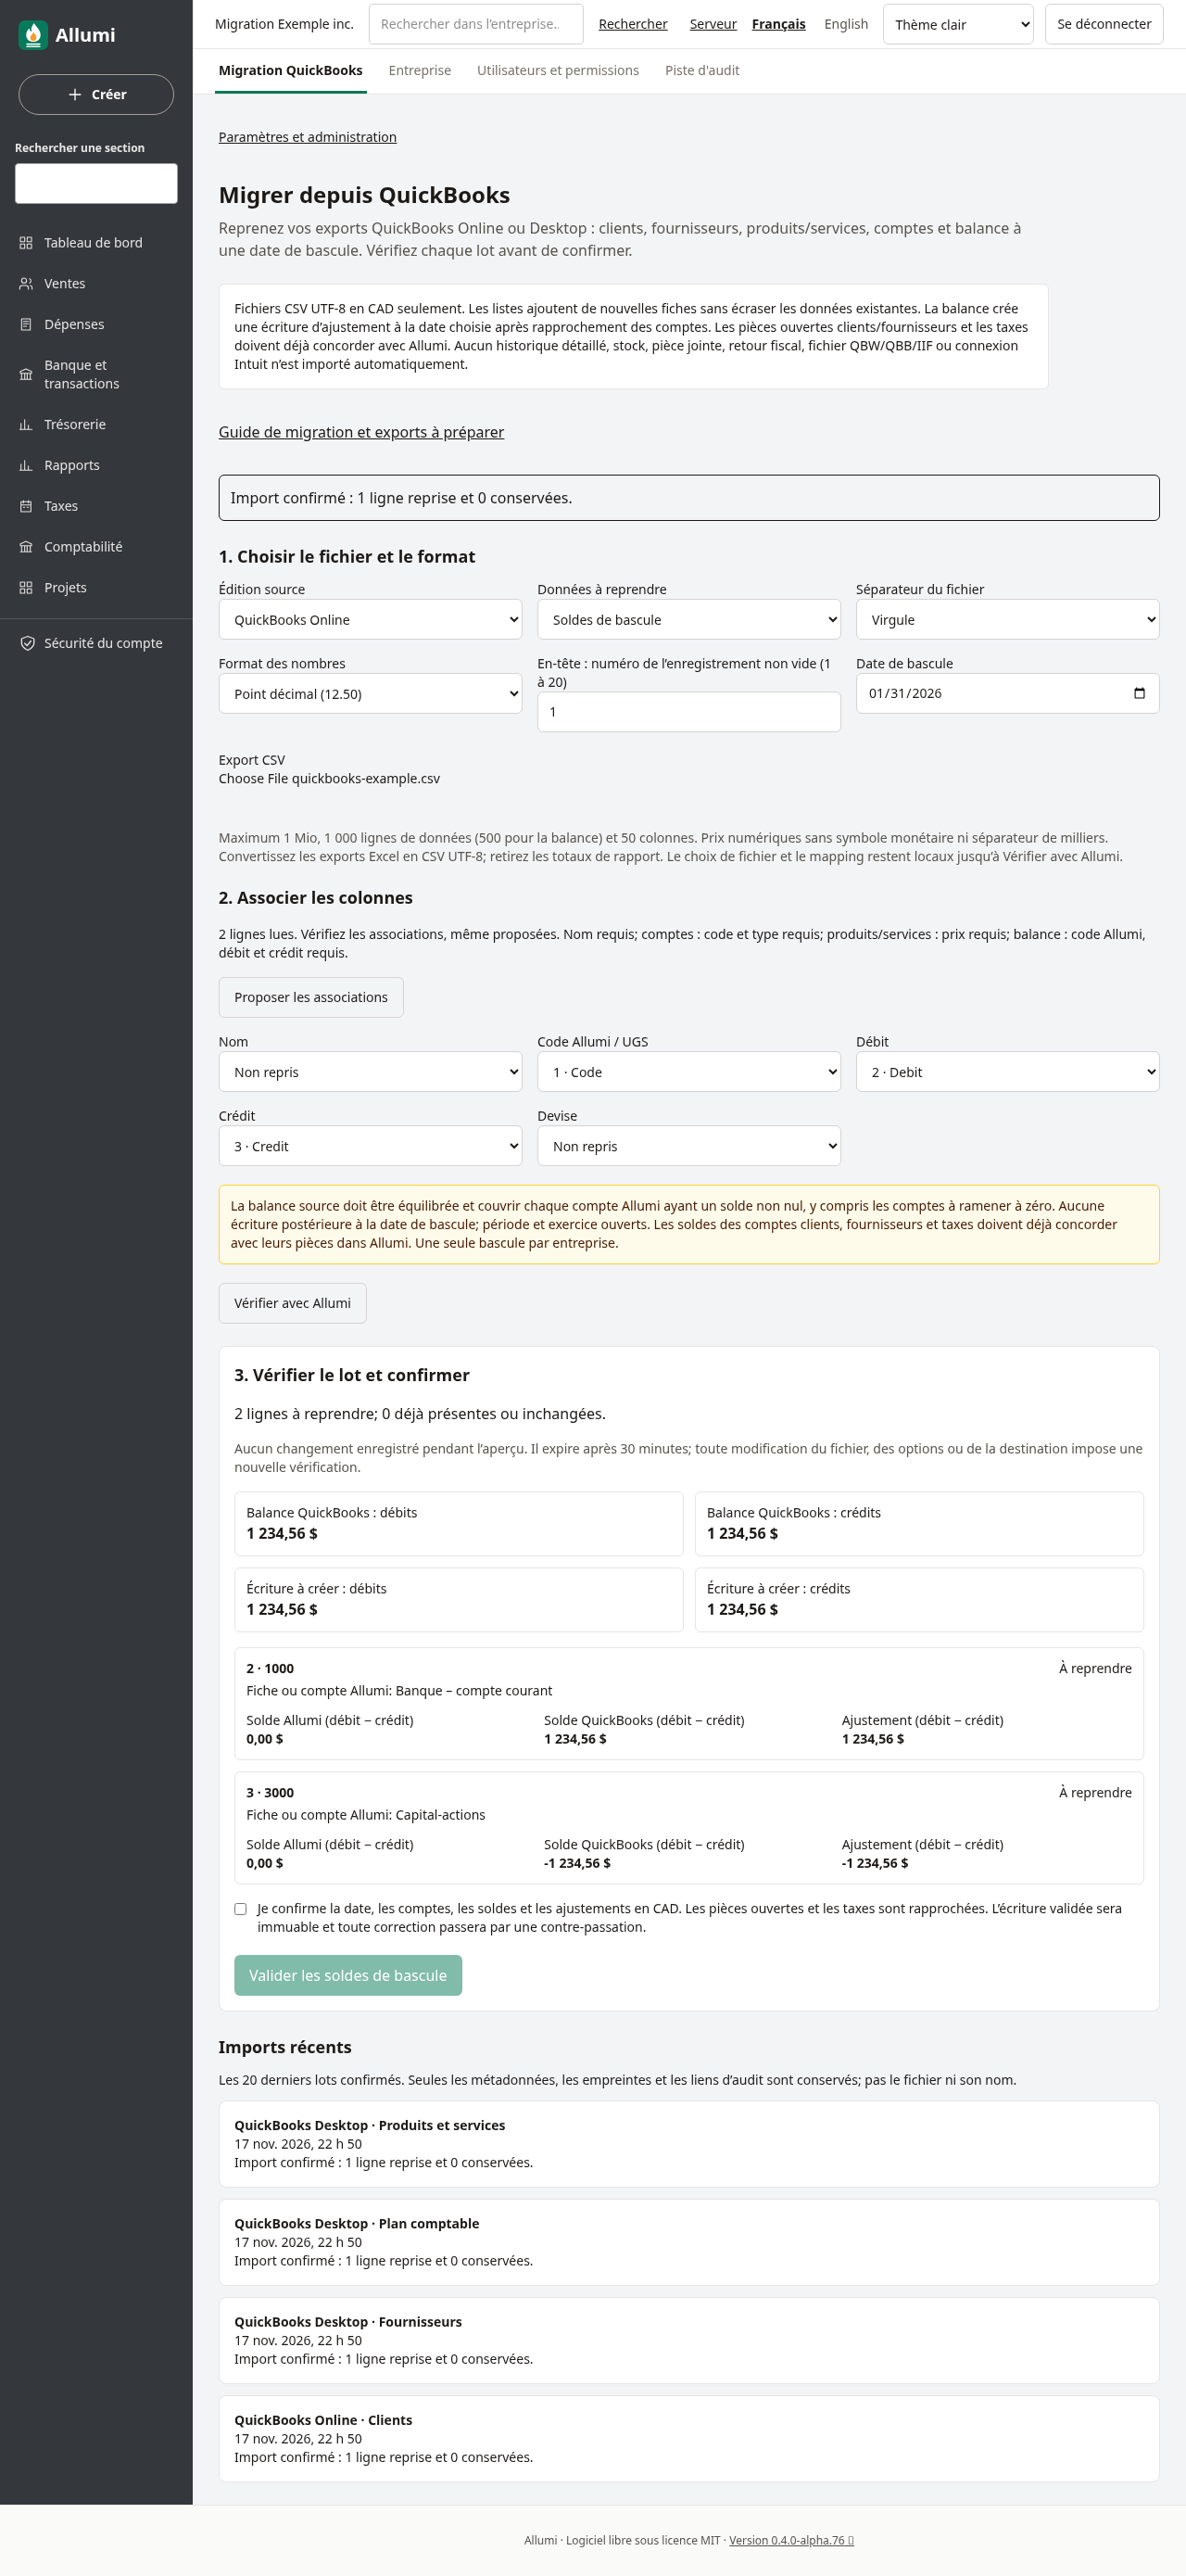 Allumi
Créer
Rechercher une section
Tableau de bord
Ventes
Dépenses
Banque et
transactions
Trésorerie
Rapports
Taxes
Comptabilité
Projets
Sécurité du compte
Migration Exemple inc.
Rechercher dans l’entreprise..
Rechercher
Serveur
Français
English
Thème clair
Se déconnecter
Migration QuickBooks
Entreprise
Utilisateurs et permissions
Piste d'audit
Paramètres et administration
Migrer depuis QuickBooks
Reprenez vos exports QuickBooks Online ou Desktop : clients, fournisseurs, produits/services, comptes et balance à
une date de bascule. Vérifiez chaque lot avant de confirmer.
Fichiers CSV UTF-8 en CAD seulement. Les listes ajoutent de nouvelles fiches sans écraser les données existantes. La balance crée
une écriture d’ajustement à la date choisie après rapprochement des comptes. Les pièces ouvertes clients/fournisseurs et les taxes
doivent déjà concorder avec Allumi. Aucun historique détaillé, stock, pièce jointe, retour fiscal, fichier QBW/QBB/IIF ou connexion
Intuit n’est importé automatiquement.
Guide de migration et exports à préparer
Import confirmé : 1 ligne reprise et 0 conservées.
1. Choisir le fichier et le format
Édition source
QuickBooks Online
Données à reprendre
Soldes de bascule
Séparateur du fichier
Virgule
Format des nombres
Point décimal (12.50)
En-tête : numéro de l’enregistrement non vide (1
à 20)
1
Date de bascule
01/31/2026
Export CSV
Choose File quickbooks-example.csv
Maximum 1 Mio, 1 000 lignes de données (500 pour la balance) et 50 colonnes. Prix numériques sans symbole monétaire ni séparateur de milliers.
Convertissez les exports Excel en CSV UTF-8; retirez les totaux de rapport. Le choix de fichier et le mapping restent locaux jusqu’à Vérifier avec Allumi.
2. Associer les colonnes
2 lignes lues. Vérifiez les associations, même proposées. Nom requis; comptes : code et type requis; produits/services : prix requis; balance : code Allumi,
débit et crédit requis.
Proposer les associations
Nom
Non repris
Code Allumi / UGS
1 · Code
Débit
2 · Debit
Crédit
3 · Credit
Devise
Non repris
La balance source doit être équilibrée et couvrir chaque compte Allumi ayant un solde non nul, y compris les comptes à ramener à zéro. Aucune
écriture postérieure à la date de bascule; période et exercice ouverts. Les soldes des comptes clients, fournisseurs et taxes doivent déjà concorder
avec leurs pièces dans Allumi. Une seule bascule par entreprise.
Vérifier avec Allumi
3. Vérifier le lot et confirmer
2 lignes à reprendre; 0 déjà présentes ou inchangées.
Aucun changement enregistré pendant l’aperçu. Il expire après 30 minutes; toute modification du fichier, des options ou de la destination impose une
nouvelle vérification.
Balance QuickBooks : débits
1 234,56 $
Balance QuickBooks : crédits
1 234,56 $
Écriture à créer : débits
1 234,56 $
Écriture à créer : crédits
1 234,56 $
2 · 1000
À reprendre
Fiche ou compte Allumi: Banque – compte courant
Solde Allumi (débit − crédit)
0,00 $
Solde QuickBooks (débit − crédit)
1 234,56 $
Ajustement (débit − crédit)
1 234,56 $
3 · 3000
À reprendre
Fiche ou compte Allumi: Capital-actions
Solde Allumi (débit − crédit)
0,00 $
Solde QuickBooks (débit − crédit)
-1 234,56 $
Ajustement (débit − crédit)
-1 234,56 $
Je confirme la date, les comptes, les soldes et les ajustements en CAD. Les pièces ouvertes et les taxes sont rapprochées. L’écriture validée sera
immuable et toute correction passera par une contre-passation.
Valider les soldes de bascule
Imports récents
Les 20 derniers lots confirmés. Seules les métadonnées, les empreintes et les liens d’audit sont conservés; pas le fichier ni son nom.
QuickBooks Desktop · Produits et services
17 nov. 2026, 22 h 50
Import confirmé : 1 ligne reprise et 0 conservées.
QuickBooks Desktop · Plan comptable
17 nov. 2026, 22 h 50
Import confirmé : 1 ligne reprise et 0 conservées.
QuickBooks Desktop · Fournisseurs
17 nov. 2026, 22 h 50
Import confirmé : 1 ligne reprise et 0 conservées.
QuickBooks Online · Clients
17 nov. 2026, 22 h 50
Import confirmé : 1 ligne reprise et 0 conservées.
Allumi · Logiciel libre sous licence MIT · Version 0.4.0-alpha.76